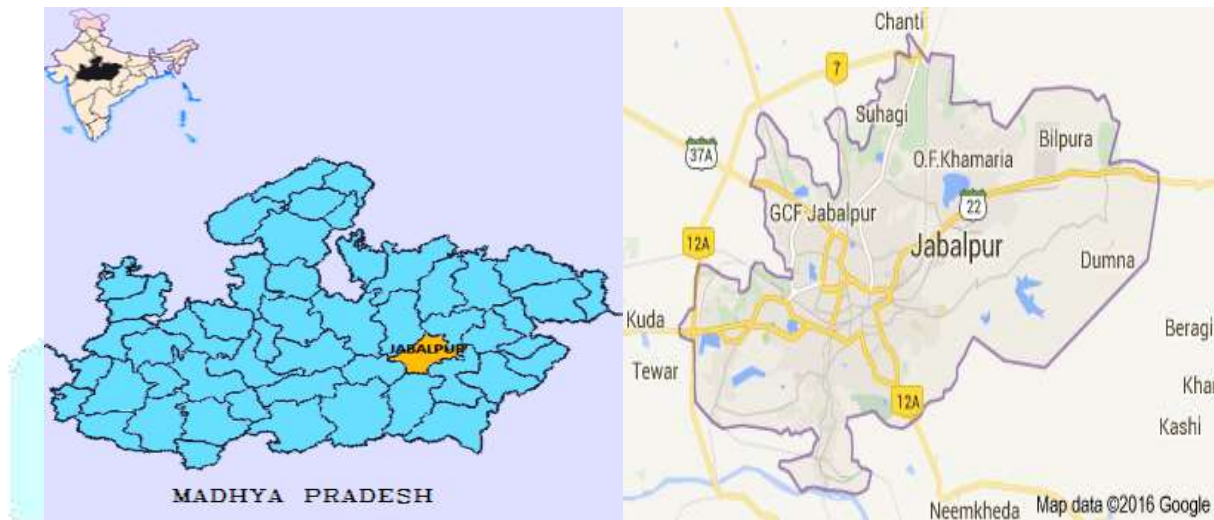 JABALPUR
MADHYA PRADESH
Chanti
7
Suhagi
37A
Bilpura
O.F.Khamaria
22
GCF Jabalpur
12A
Jabalpur
Dumna
Kuda
Beragi
Tewar
Khar
12A
Kashi
Neemkheda
Map data ©2016 Google